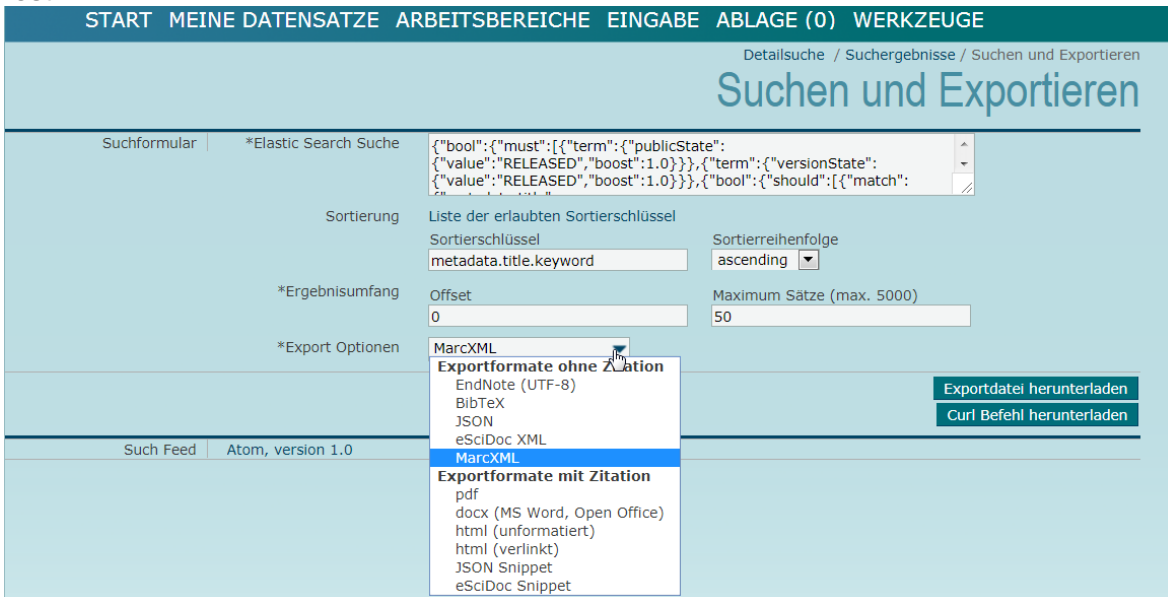 START MEINE DATENSÄTZE ARBEITSBEREICHE EINGABE ABLAGE (0) WERKZEUGE
Detailsuche / Suchergebnisse / Suchen und Exportieren
Suchen und Exportieren
Suchformular
*Elastic Search Suche
{"bool":{"must":[{"term":{"publicState":
{"value":"RELEASED","boost":1.0}}},{"term":{"versionState":
{"value":"RELEASED","boost":1.0}}},{"bool":{"should":[{"match":
Sortierung
Liste der erlaubten Sortierschlüssel
Sortierschlüssel
Sortierreihenfolge
metadata.title.keyword
ascending
*Ergebnisumfang
Offset
Maximum Sätze (max. 5000)
0
50
*Export Optionen
MarcXML
Exportformate ohne Zitation
EndNote (UTF-8)
BibTeX
JSON
eSciDoc XML
MarcXML
Exportformate mit Zitation
pdf
docx (MS Word, Open Office)
html (unformatiert)
html (verlinkt)
JSON Snippet
eSciDoc Snippet
Exportdatei herunterladen
Curl Befehl herunterladen
Such Feed
Atom, version 1.0